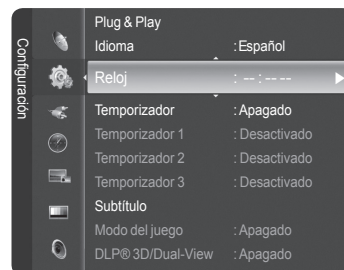 Configuración
Plug & Play
Idioma : Español
Reloj : -- : -- --
Temporizador : Apagado
Temporizador 1 : Desactivado
Temporizador 2 : Desactivado
Temporizador 3 : Desactivado
Subtítulo
Modo del juego : Apagado
DLP® 3D/Dual-View : Apagado